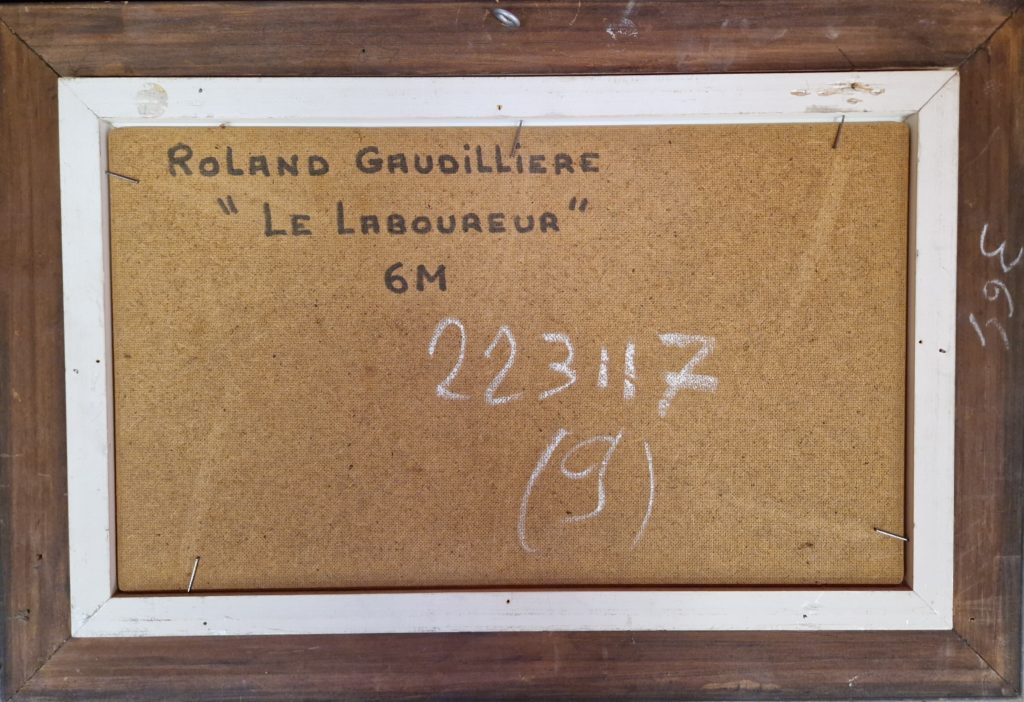 ROLAND GAUDILLIERE
" LE LABOUREUR "
6M
223117
(9)